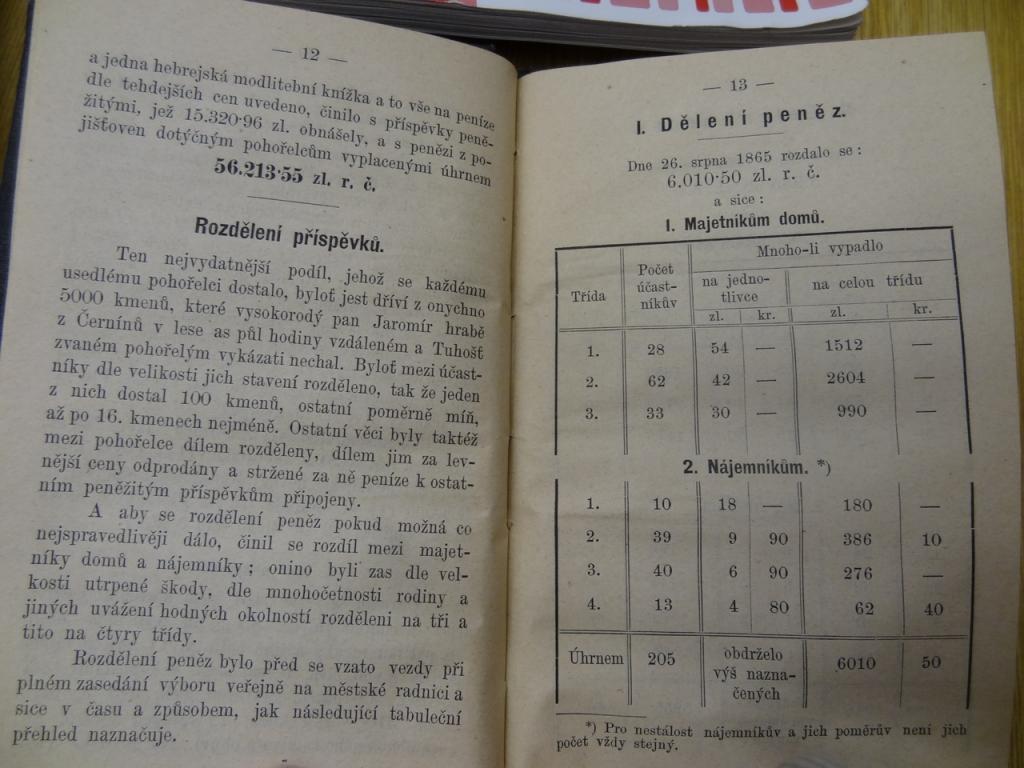 — 12 —
a jedna hebrejská modlitební knížka a to vše na peníze
dle tehdejších cen uvedeno, činilo s příspěvky peně-
žitými, jež 15.320·96 zl. obnášely, a s penězi z po-
jišťoven dotýčným pohořelcům vyplacenými úhrnem
56.213·55 zl. r. č.
Rozdělení příspěvků.
Ten nejvydatnější podíl, jehož se každému
usedlému pohořelci dostalo, byloť jest dříví z onycho
5000 kmenů, které vysokorodý pan Jaromír hrabě
z Černínů v lese as půl hodiny vzdáleném a Tuhošť
zvaném pohořelým vykázati nechal. Byloť mezi účast-
níky dle velikosti jich stavení rozděleno, tak že jeden
z nich dostal 100 kmenů, ostatní poměrně míň,
až po 16. kmenech nejméně. Ostatní věci byly taktéž
mezi pohořelce dílem rozděleny, dílem jim za lev-
nější ceny odprodány a stržené za ně peníze k ostat-
ním peněžitým příspěvkům připojeny.
A aby se rozdělení peněz pokud možná co
nejspravedlivěji dálo, činil se rozdíl mezi majet-
níky domů a nájemníky; onino byli zas dle vel-
kosti utrpené škody, dle mnohočetnosti rodiny a
jiných uvážení hodných okolností rozděleni na tři a
tito na čtyry třídy.
Rozdělení peněz bylo před se vzato vezdy při
plném zasedání výboru veřejně na městské radnici a
sice v času a způsobem, jak následující tabuleční
přehled naznačuje.
— 13 —
I. Dělení peněz.
Dne 26. srpna 1865 rozdalo se:
6.010·50 zl. r. č.
a sice:
I. Majetníkům domů.
Třída Počet účast-níkův Mnoho-li vypadlo
na jedno-tlivce na celou třídu
zl. kr. zl. kr.
1. 28 54 — 1512 —
2. 62 42 — 2604 —
3. 33 30 — 990 —
2. Nájemníkům. *)
1. 10 18 — 180 —
2. 39 9 90 386 10
3. 40 6 90 276 —
4. 13 4 80 62 40
Úhrnem 205 obdrželo výš nazna-čených 6010 50
*) Pro nestálost nájemníkův a jich poměrův není jich
počet vždy stejný.